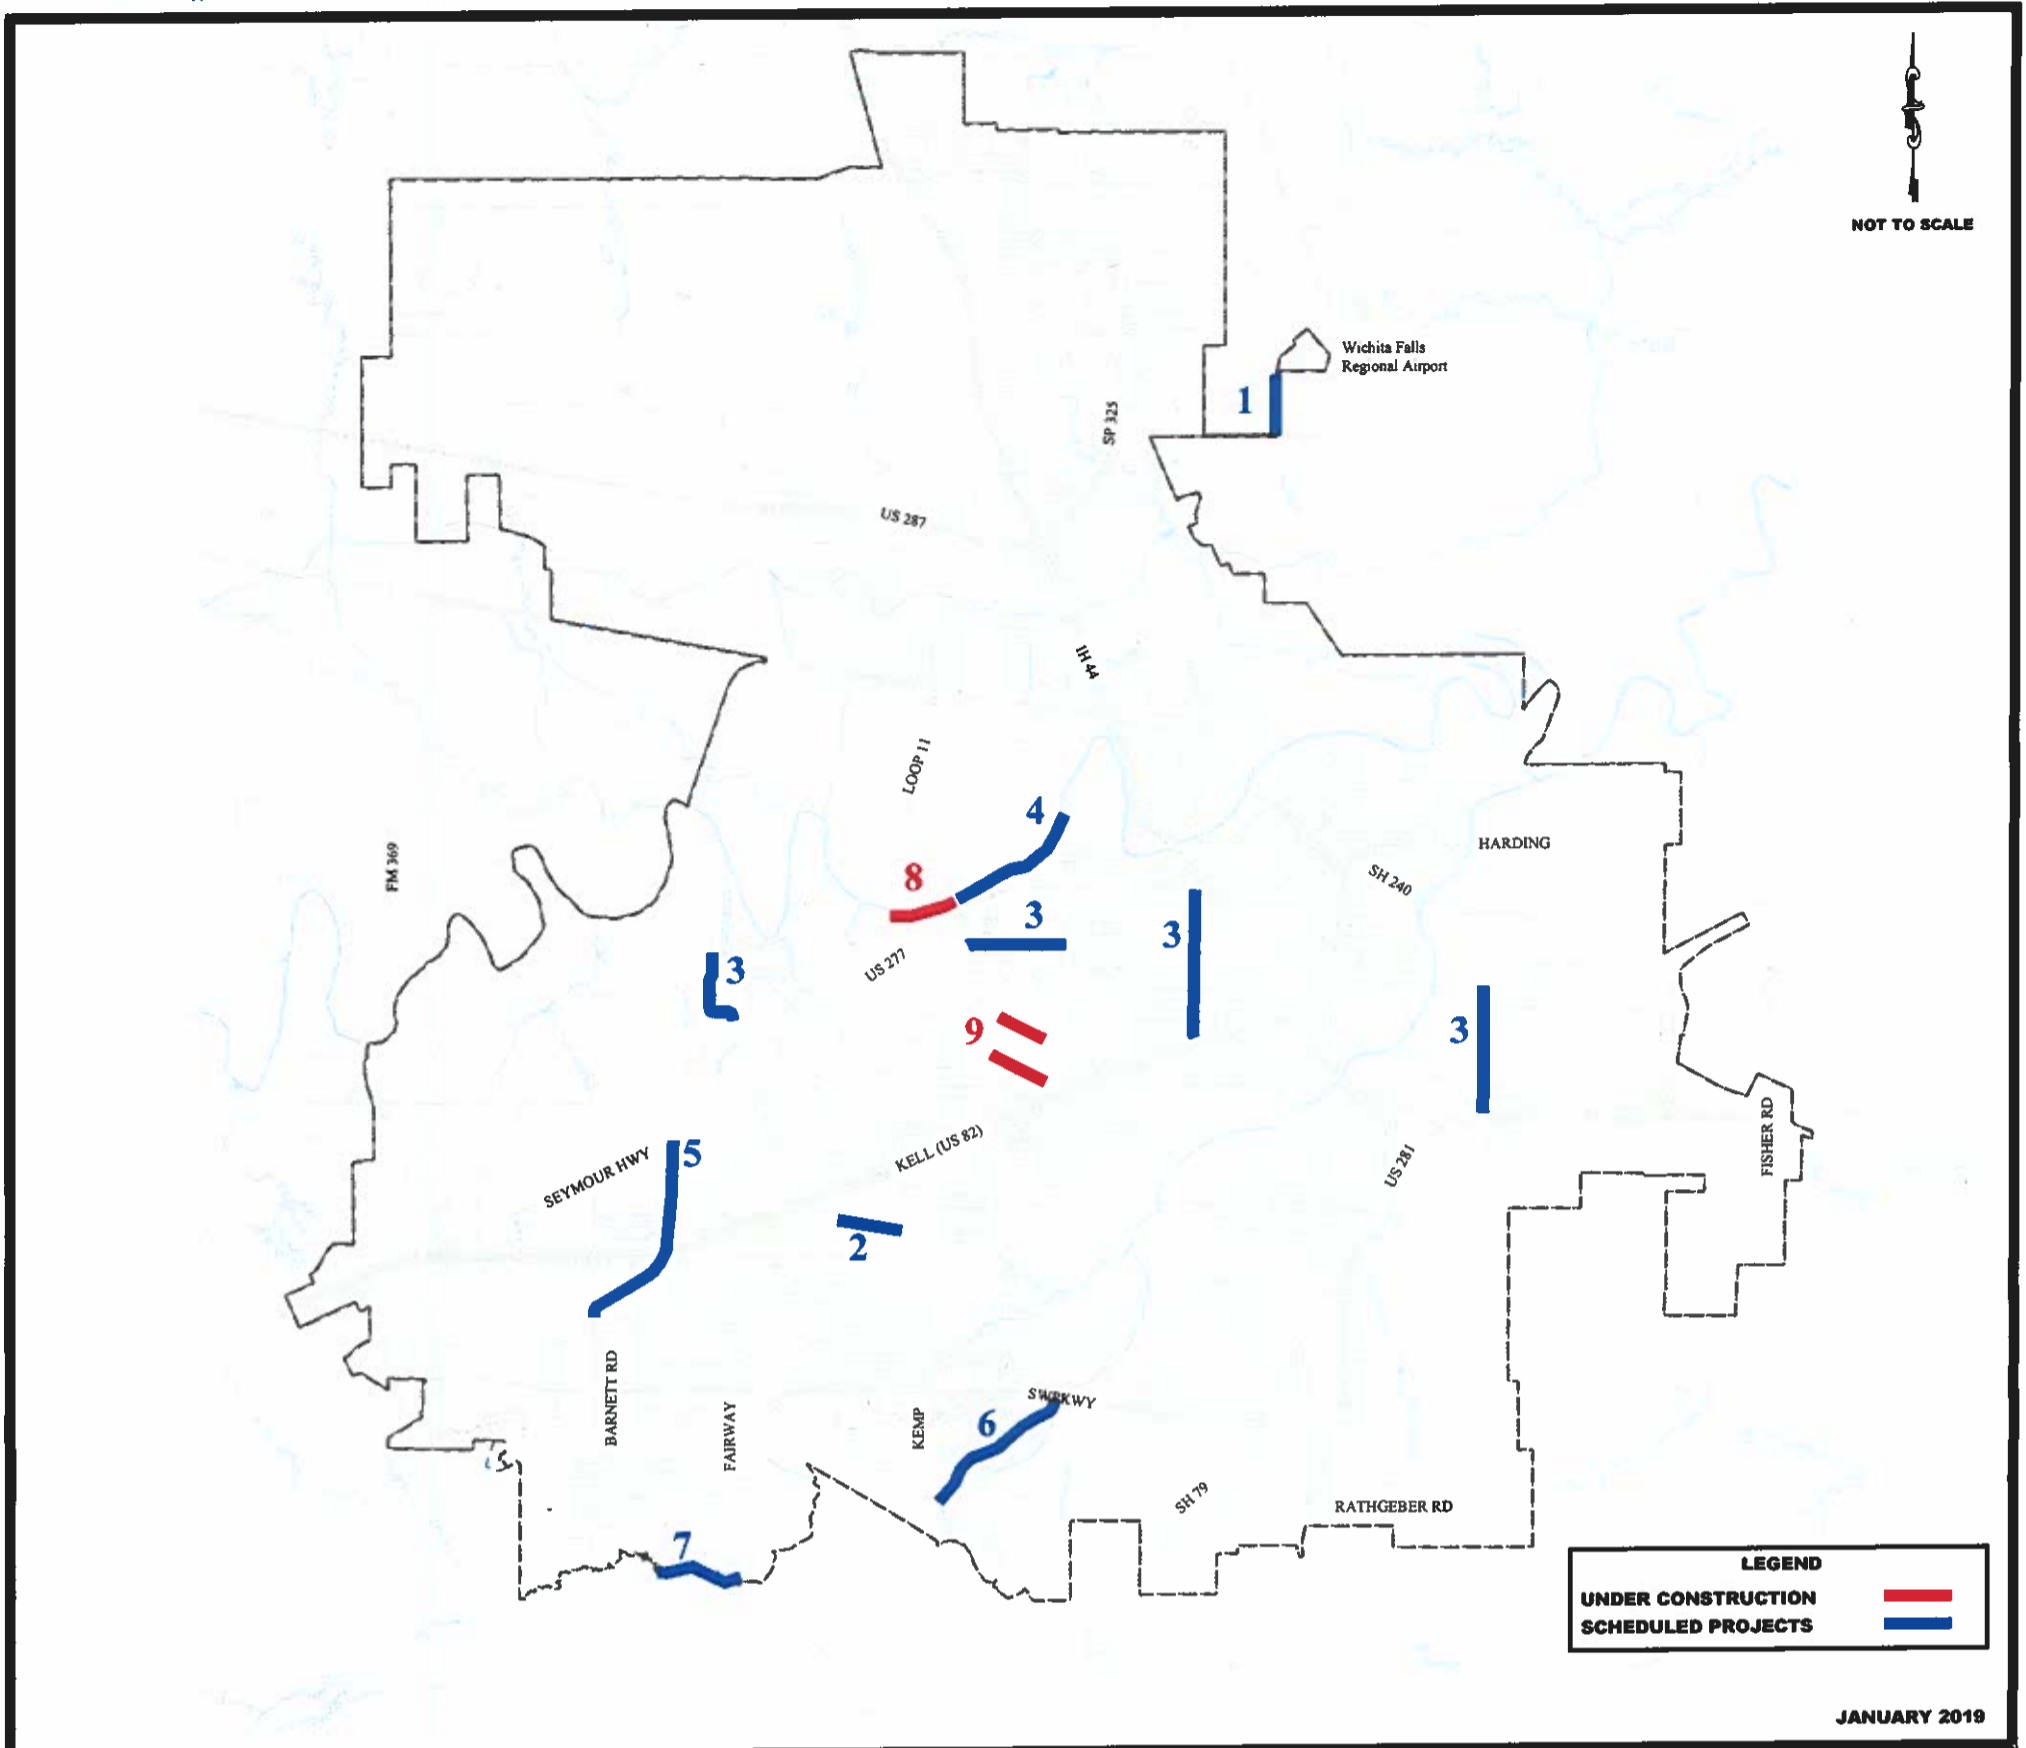 NOT TO SCALE
Wichita Falls
Regional Airport
1
SP 325
US 287
IH 44
LOOP 11
4
HARDING
FM 369
8
SH 240
3
3
US 277
3
9
3
KELL (US 82)
SEYMOUR HWY
5
US 281
FISHER RD
2
BARNETT RD
FAIRWAY
KEMP
SW PKWY
6
SH 79
RATHGEBER RD
7
LEGEND
UNDER CONSTRUCTION
SCHEDULED PROJECTS
JANUARY 2019